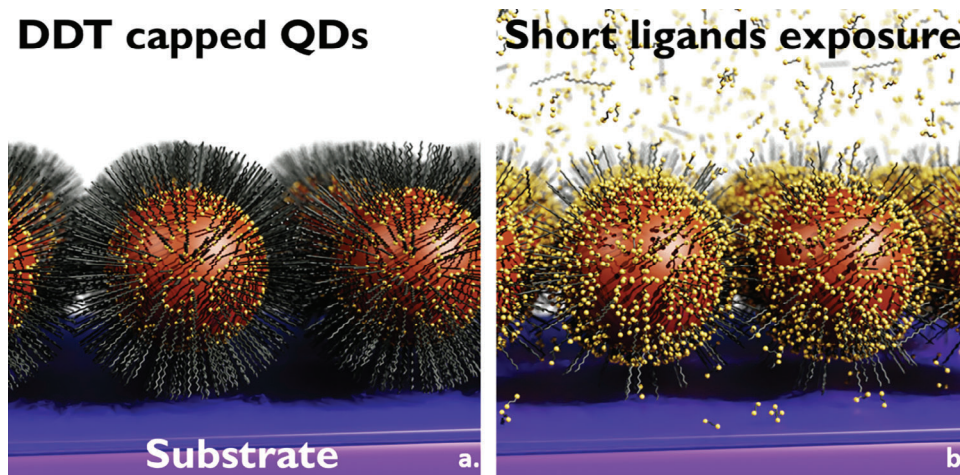 DDT capped QDs
Short ligands exposure
Substrate
a.
b